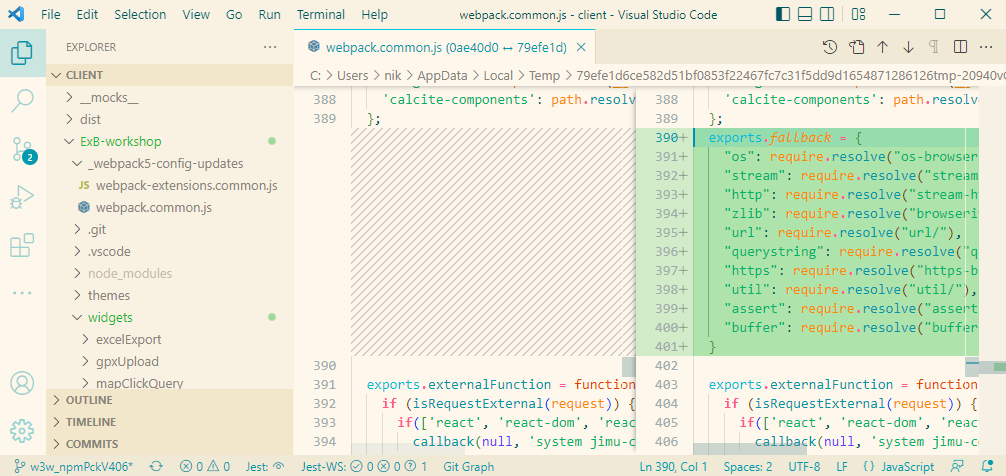 File Edit Selection View Go Run Terminal Help webpack.common.js - client - Visual Studio Code
EXPLORER
CLIENT
__mocks__
dist
ExB-workshop
_webpack5-config-updates
JS webpack-extensions.common.js
webpack.common.js
.git
.vscode
node_modules
themes
widgets
excelExport
gpxUpload
mapClickQuery
OUTLINE
TIMELINE
COMMITS
2
webpack.common.js (0ae40d0 ↔ 79efe1d)
C: > Users > nik > AppData > Local > Temp > 79efe1d6ce582d51bf0853f22467fc7c31f5dd9d1654871286126tmp-20940v
388 'calcite-components': path.resolv
389 };
390
391 exports.externalFunction = function
392 if (isRequestExternal(request)) {
393 if(['react', 'react-dom', 'react
394 callback(null, 'system jimu-c
388 'calcite-components': path.resolv
389 };
390+ exports.fallback = {
391+ "os": require.resolve("os-browser
392+ "stream": require.resolve("stream
393+ "http": require.resolve("stream-h
394+ "zlib": require.resolve("browseri
395+ "url": require.resolve("url/"),
396+ "querystring": require.resolve("q
397+ "https": require.resolve("https-b
398+ "util": require.resolve("util/"),
399+ "assert": require.resolve("assert
400+ "buffer": require.resolve("buffer
401+ }
402
403 exports.externalFunction = function
404 if (isRequestExternal(request)) {
405 if(['react', 'react-dom', 'react
406 callback(null, 'system jimu-co
w3w_npmPckV406* 0 0 Jest: Jest-WS: 0 0 1 Git Graph Ln 390, Col 1 Spaces: 2 UTF-8 LF {} JavaScript